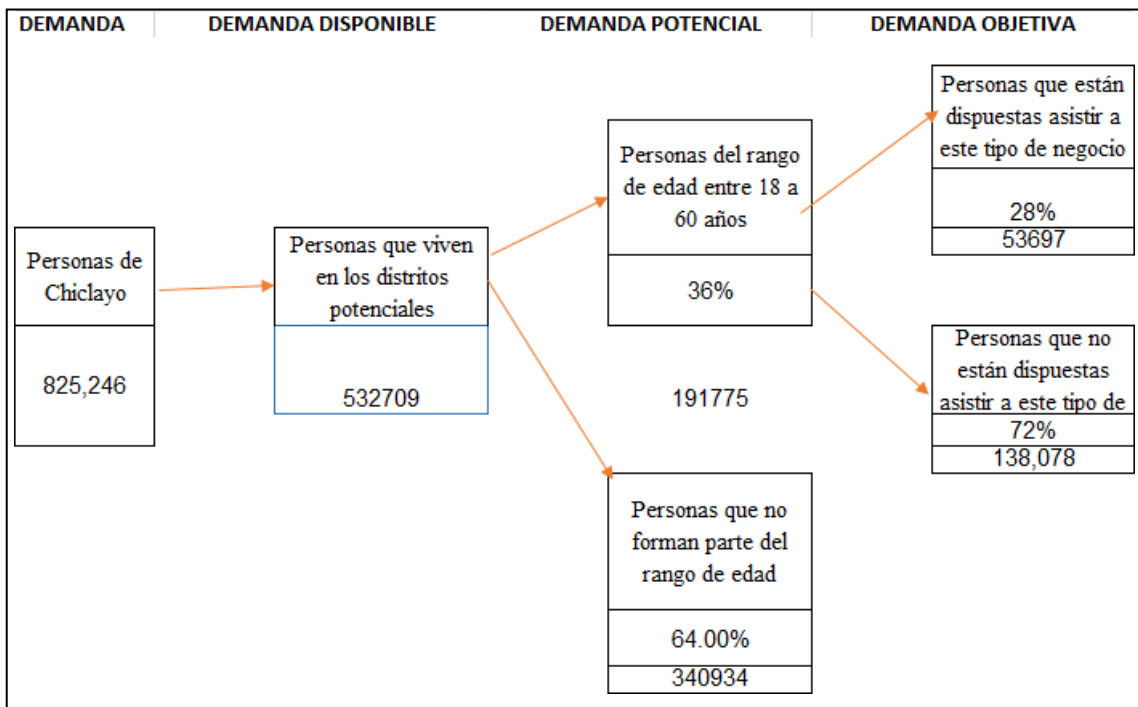 DEMANDA
DEMANDA DISPONIBLE
DEMANDA POTENCIAL
DEMANDA OBJETIVA
Personas de
Chiclayo
825,246
Personas que viven
en los distritos
potenciales
532709
Personas del rango
de edad entre 18 a
60 años
36%
191775
Personas que no
forman parte del
rango de edad
64.00%
340934
Personas que están
dispuestas asistir a
este tipo de negocio
28%
53697
Personas que no
están dispuestas
asistir a este tipo de
72%
138,078